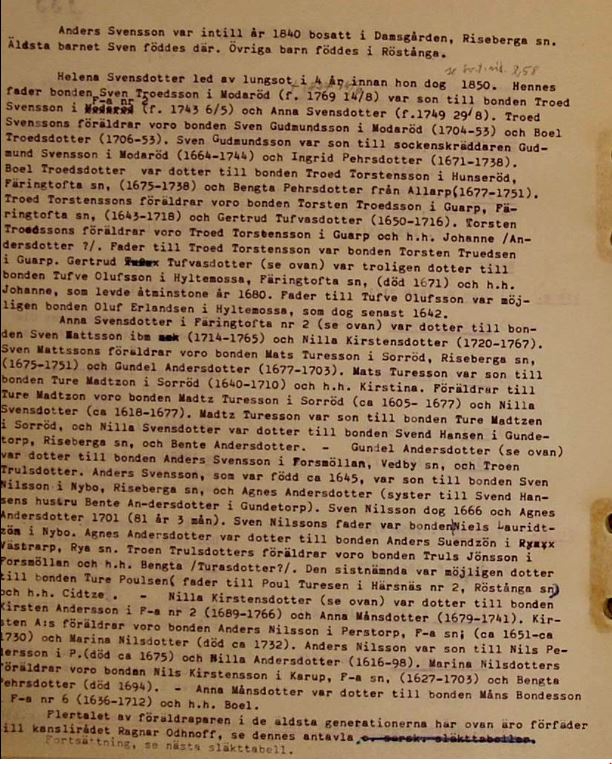 Anders Svensson var intill år 1840 bosatt i Damsgården, Riseberga sn.
Äldsta barnet Sven föddes där. Övriga barn föddes i Röstånga.
Helena Svensdotter led av lungsot i 4 år innan hon dog 1850. Hennes
fader bonden Sven Troedsson i Modaröd (f. 1769 14/8) var son till bonden Troed
Svensson i F-a nr 2 (f. 1743 6/5) och Anna Svensdotter (f.1749 29/8). Troed
Svenssons föräldrar voro bonden Sven Gudmundsson i Modaröd (1704-53) och Boel
Troedsdotter (1706-53). Sven Gudmundsson var son till sockenskräddaren Gud-
mund Svensson i Modaröd (1664-1744) och Ingrid Pehrsdotter (1671-1738).
Boel Troedsdotter var dotter till bonden Troed Torstensson i Hunseröd,
Färingtofta sn, (1675-1738) och Bengta Pehrsdotter från Allarp(1677-1751).
Troed Torstenssons föräldrar voro bonden Torsten Troedsson i Guarp, Fä-
ringtofta sn, (1643-1718) och Gertrud Tufvasdotter (1650-1716). Torsten
Troedssons föräldrar voro Troed Torstensson i Guarp och h.h. Johanne /An-
dersdotter ?/. Fader till Troed Torstensson var bonden Torsten Truedsen
i Guarp. Gertrud Tufvasdotter (se ovan) var troligen dotter till
bonden Tufve Olufsson i Hyltemossa, Färingtofta sn, (död 1671) och h.h.
Johanne, som levde åtminstone år 1680. Fader till Tufve Olufsson var möj-
ligen bonden Oluf Erlandsen i Hyltemossa, som dog senast 1642.
Anna Svensdotter i Färingtofta nr 2 (se ovan) var dotter till bon-
den Sven Mattsson ibm (1714-1765) och Nilla Kirstensdotter (1720-1767).
Sven Mattssons föräldrar voro bonden Mats Turesson i Sorröd, Riseberga sn,
(1675-1751) och Gundel Andersdotter (1677-1703). Mats Turesson var son till
bonden Ture Madtzon i Sorröd (1640-1710) och h.h. Kirstina. Föräldrar till
Ture Madtzon voro bonden Madtz Turesson i Sorröd (ca 1605- 1677) och Nilla
Svensdotter (ca 1618-1677). Madtz Turesson var son till bonden Ture Madtzen
i Sorröd, och Nilla Svensdotter var dotter till bonden Svend Hansen i Gunde-
torp, Riseberga sn, och Bente Andersdotter. - Gundel Andersdotter (se ovan)
var dotter till bonden Anders Svensson i Forsmöllan, Vedby sn, och Troen
Trulsdotter. Anders Svensson, som var född ca 1645, var son till bonden Sven
Nilsson i Nybo, Riseberga sn, och Agnes Andersdotter (syster till Svend Han-
sens hustru Bente An-dersdotter i Gundetorp). Sven Nilsson dog 1666 och Agnes
Andersdotter 1701 (81 år 3 mån). Sven Nilssons fader var bonden Niels Lauridt-
zön i Nybo. Agnes Andersdotter var dotter till bonden Anders Suendzön i
Västrarp, Rya sn. Troen Trulsdotters föräldrar voro bonden Truls Jönsson i
Forsmöllan och h.h. Bengta /Turasdotter?/. Den sistnämnda var möjligen dotter
till bonden Ture Poulsen( fader till Poul Turesen i Härsnäs nr 2, Röstånga sn)
och h.h. Cidtze . - Nilla Kirstensdotter (se ovan) var dotter till bonden
Kirsten Andersson i F-a nr 2 (1689-1766) och Anna Månsdotter (1679-1741). Kir-
sten A:s föräldrar voro bonden Anders Nilsson i Perstorp, F-a sn; (ca 1651-ca
1730) och Marina Nilsdotter (död ca 1732). Anders Nilsson var son till Nils Pe-
dersson i P.(död ca 1675) och Nilla Andersdotter (1616-98). Marina Nilsdotters
föräldrar voro bonden Nils Kirstensson i Karup, F-a sn, (1627-1703) och Bengta
Pehrsdotter (död 1694). - Anna Månsdotter var dotter till bonden Måns Bondesson
i F-a nr 6 (1636-1712) och h.h. Boel.
Flertalet av föräldraparen i de äldsta generationerna här ovan äro förfäder
till kanslirådet Ragnar Odhnoff, se dennes antavla
Fortsättning, se nästa släkttabell.